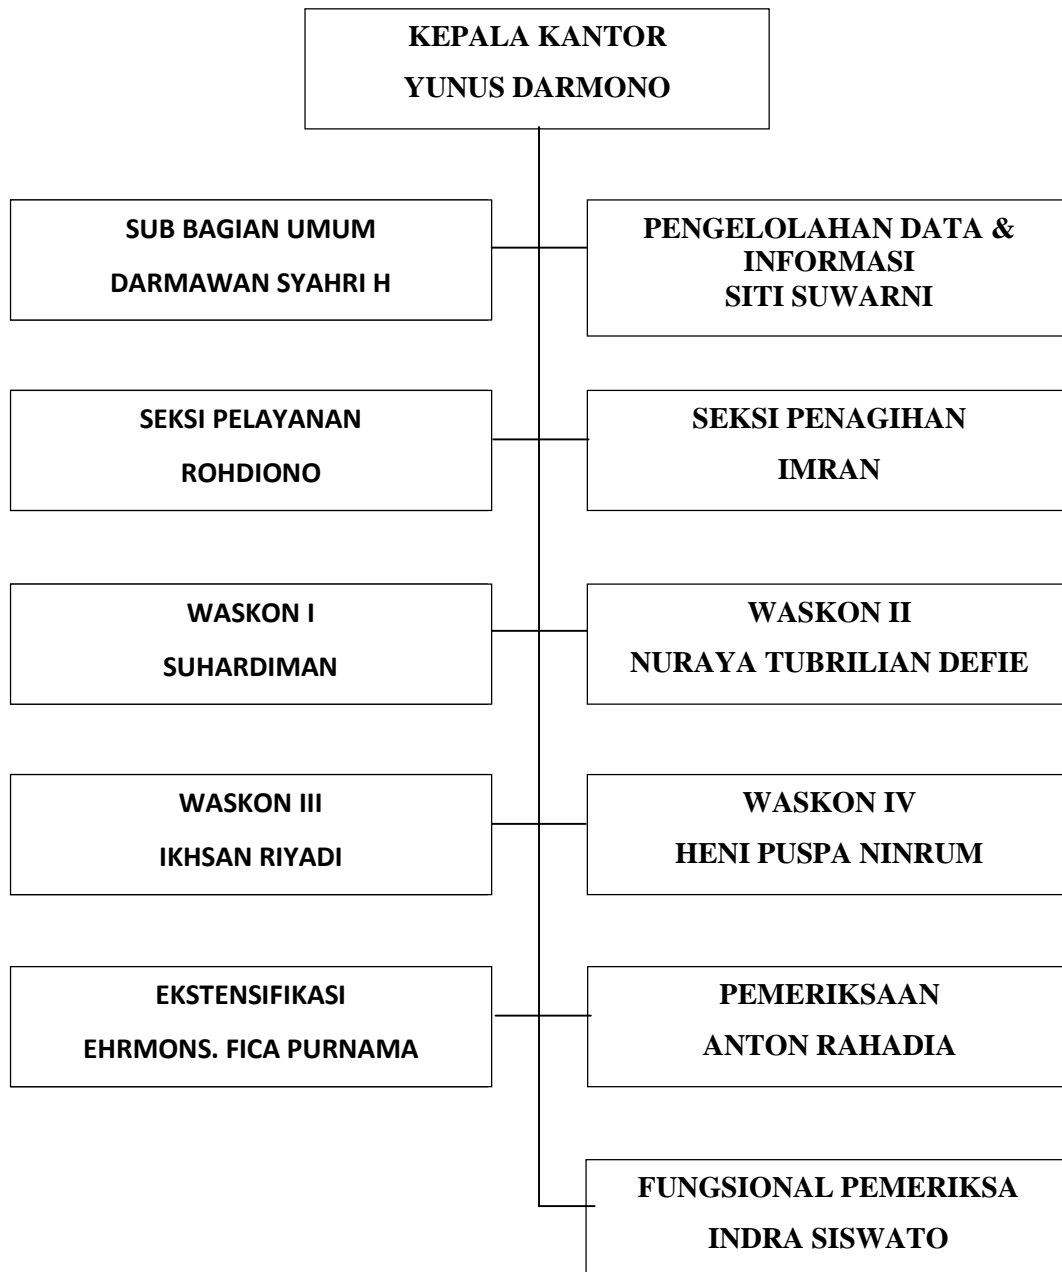 KEPALA KANTOR
YUNUS DARMONO
SUB BAGIAN UMUM
DARMAWAN SYAHRI H
PENGELOLAHAN DATA &
INFORMASI
SITI SUWARNI
SEKSI PELAYANAN
ROHDIONO
SEKSI PENAGIHAN
IMRAN
WASKON I
SUHARDIMAN
WASKON II
NURAYA TUBRILIAN DEFIE
WASKON III
IKHSAN RIYADI
WASKON IV
HENI PUSPA NINRUM
EKSTENSIFIKASI
EHRMONS. FICA PURNAMA
PEMERIKSAAN
ANTON RAHADIA
FUNGSIONAL PEMERIKSA
INDRA SISWATO